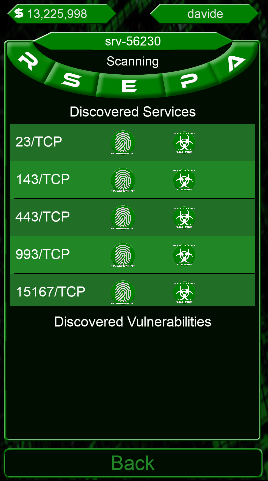 $ 13,225,998
davide
srv-56230
Scanning
R S E P A
Discovered Services
23/TCP
143/TCP
443/TCP
993/TCP
15167/TCP
Discovered Vulnerabilities
Back